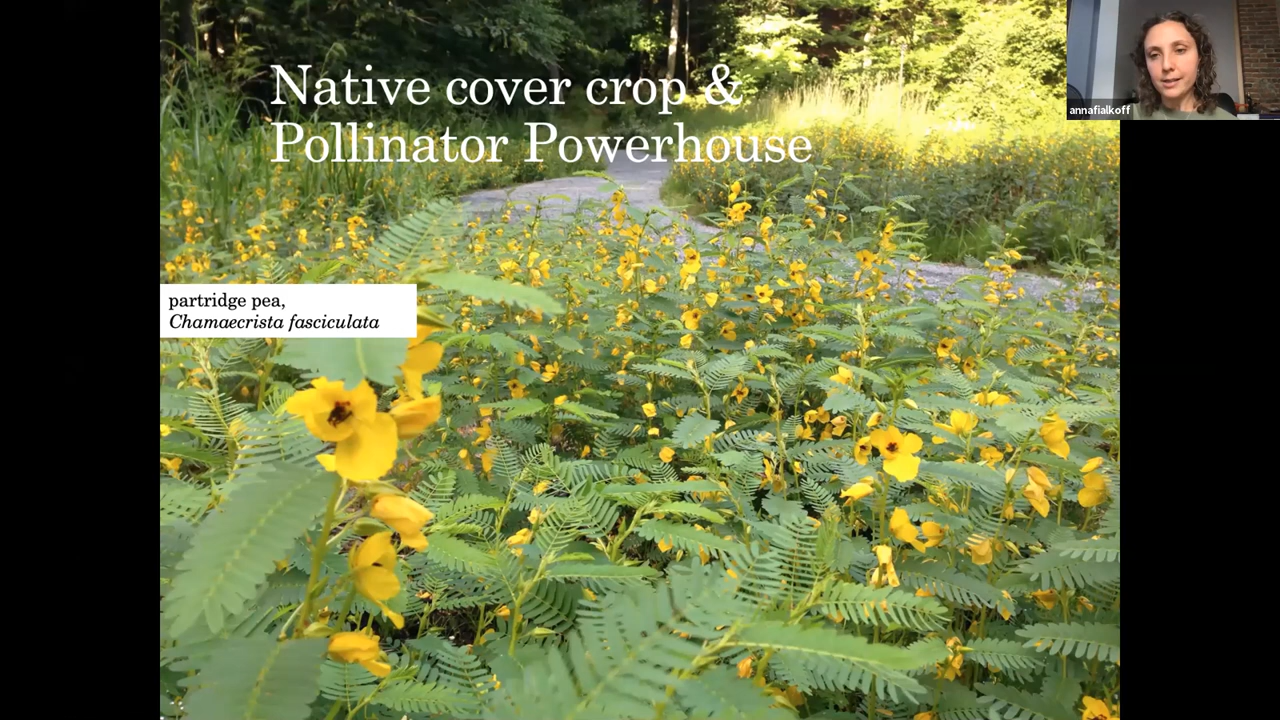 Native cover crop &
Pollinator Powerhouse
annafialkoff
partridge pea,
Chamaecrista fasciculata